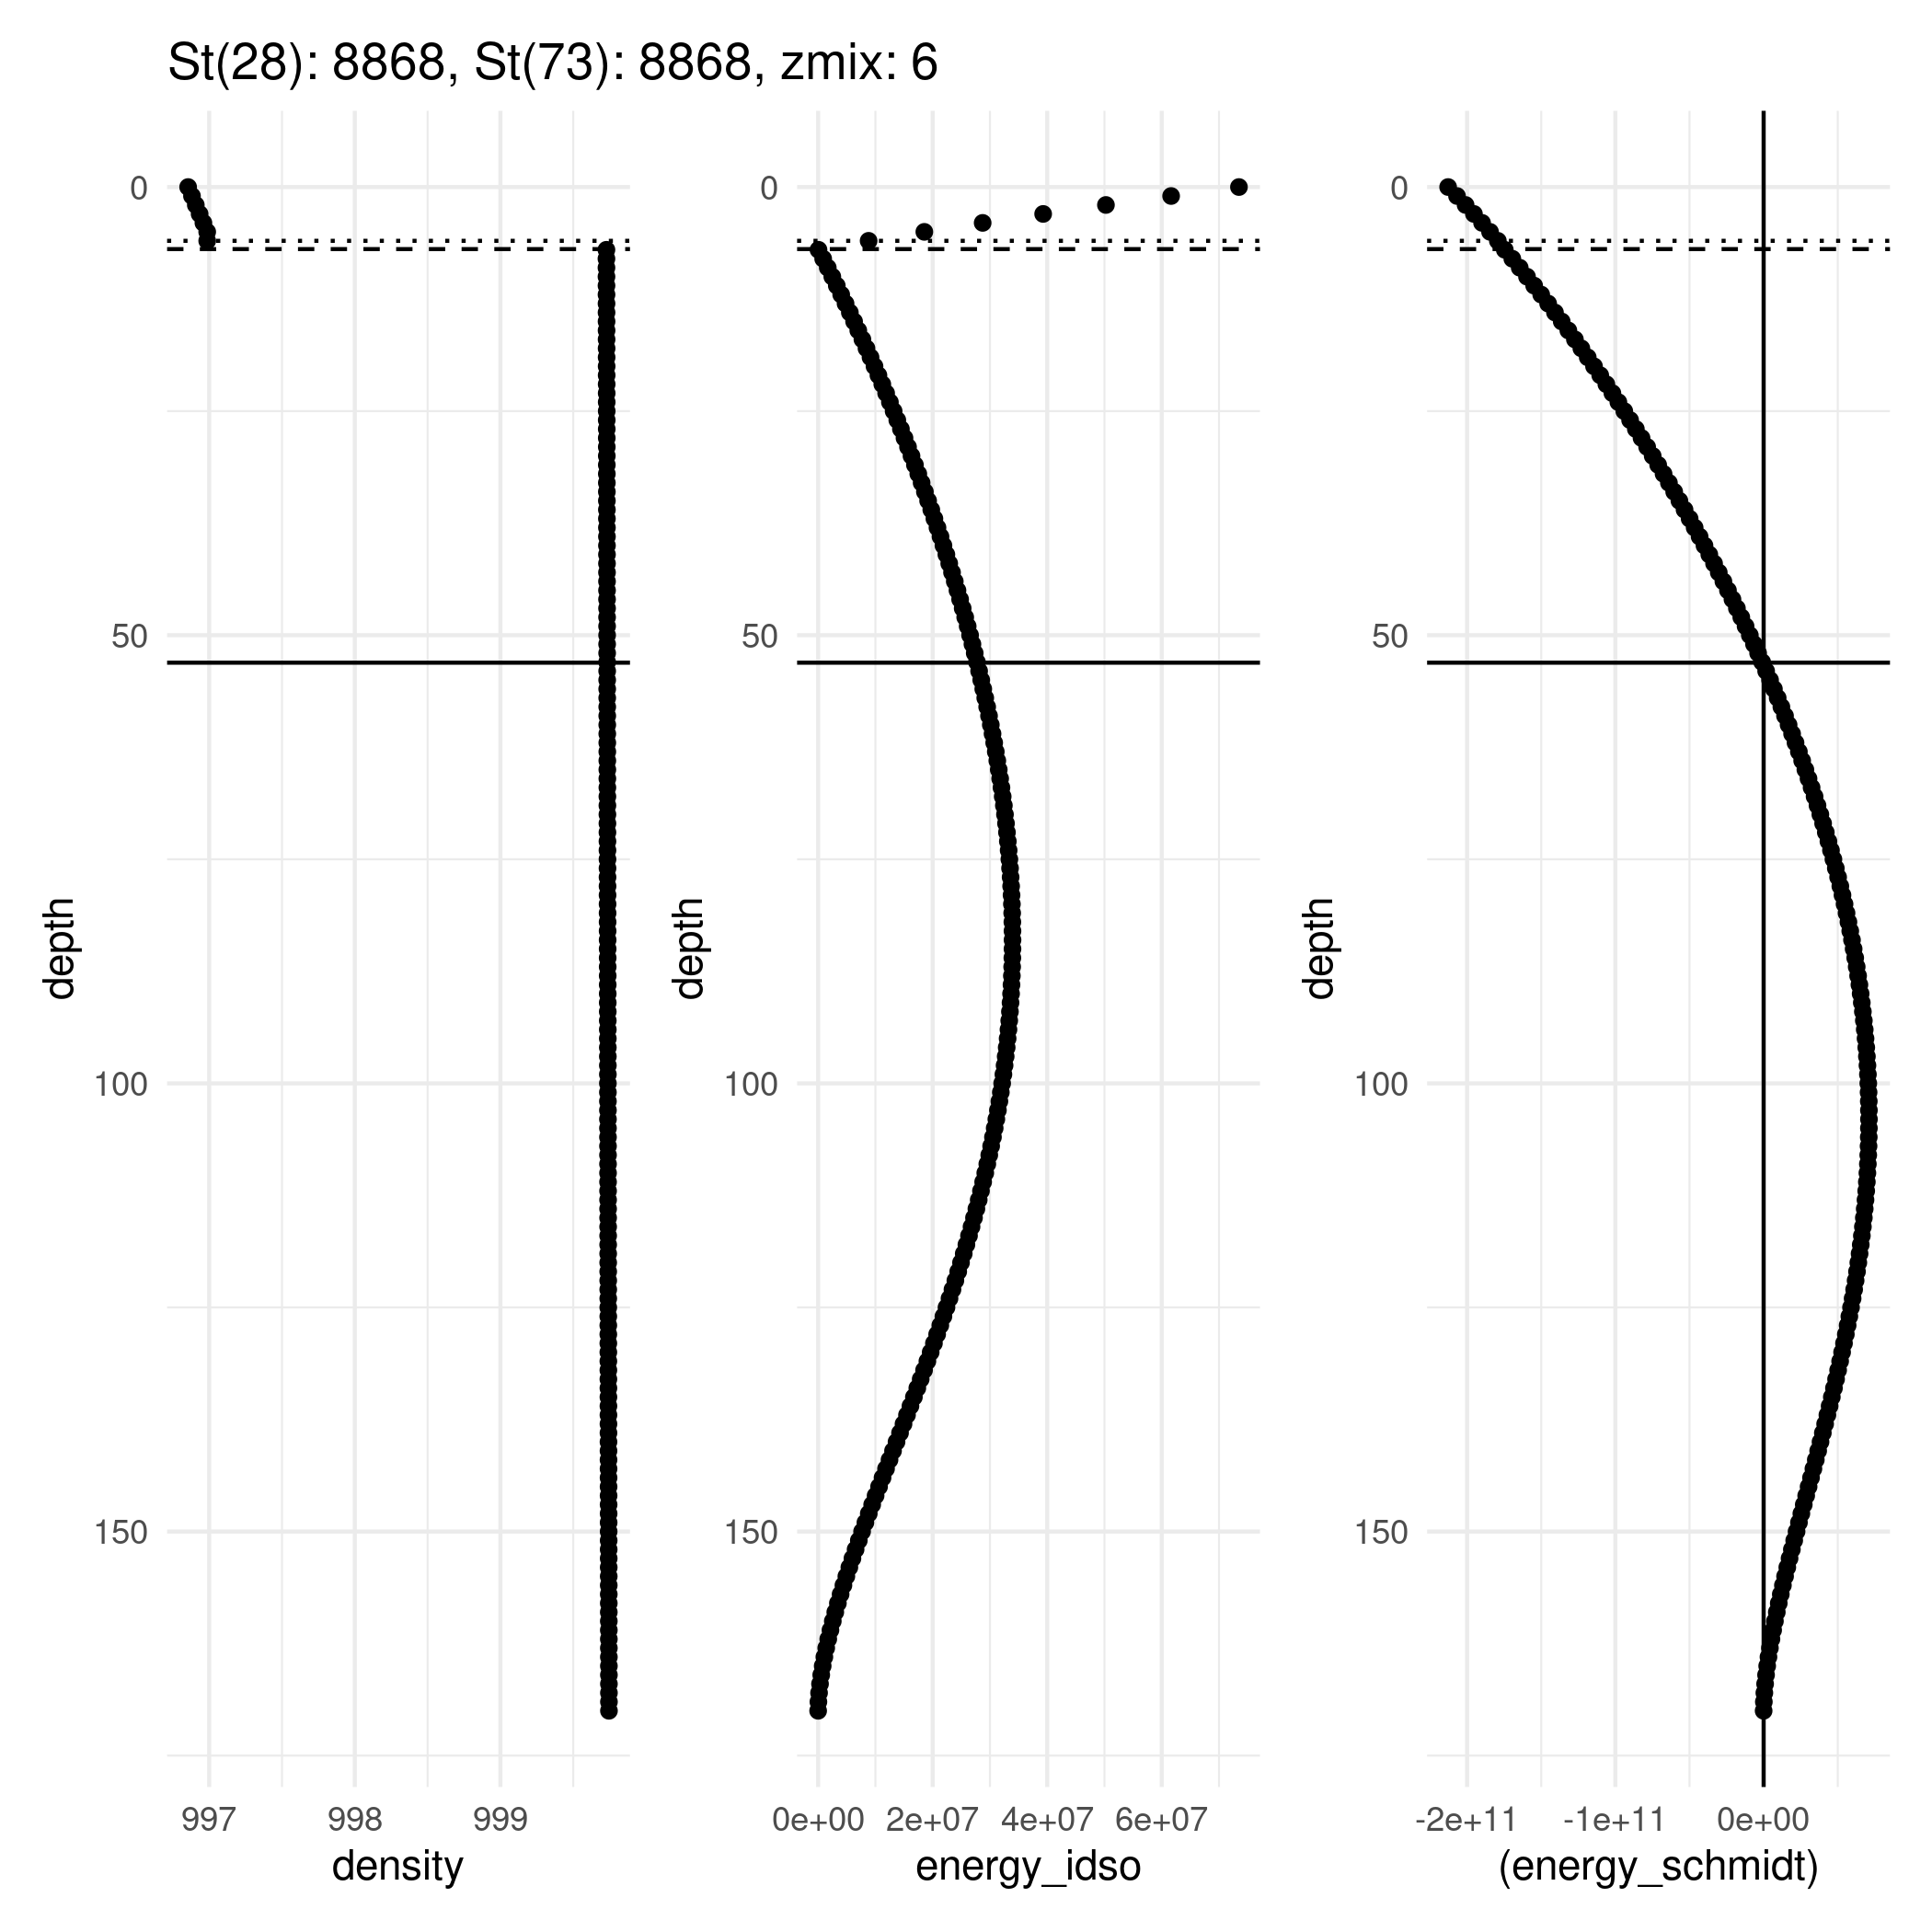 St(28): 8868, St(73): 8868, zmix: 6
0
50
100
150
depth
997 998 999
density
0
50
100
150
depth
0e+00 2e+07 4e+07 6e+07
energy_idso
0
50
100
150
depth
-2e+11 -1e+11 0e+00
(energy_schmidt)